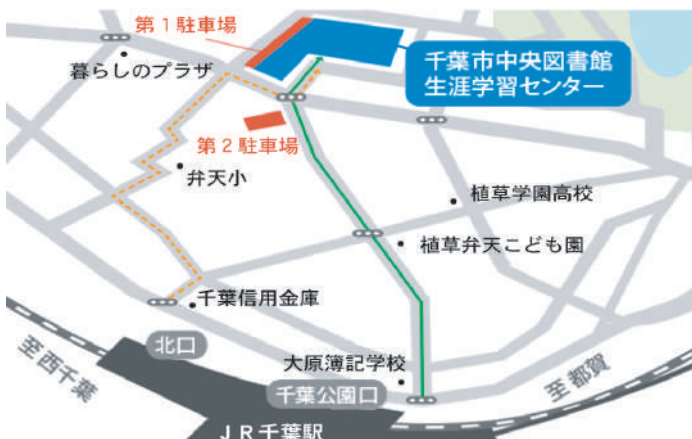 第1駐車場
暮らしのプラザ
千葉市中央図書館
生涯学習センター
第2駐車場
弁天小
植草学園高校
植草弁天こども園
千葉信用金庫
北口
大原簿記学校
至西千葉
千葉公園口
至都賀
JR千葉駅